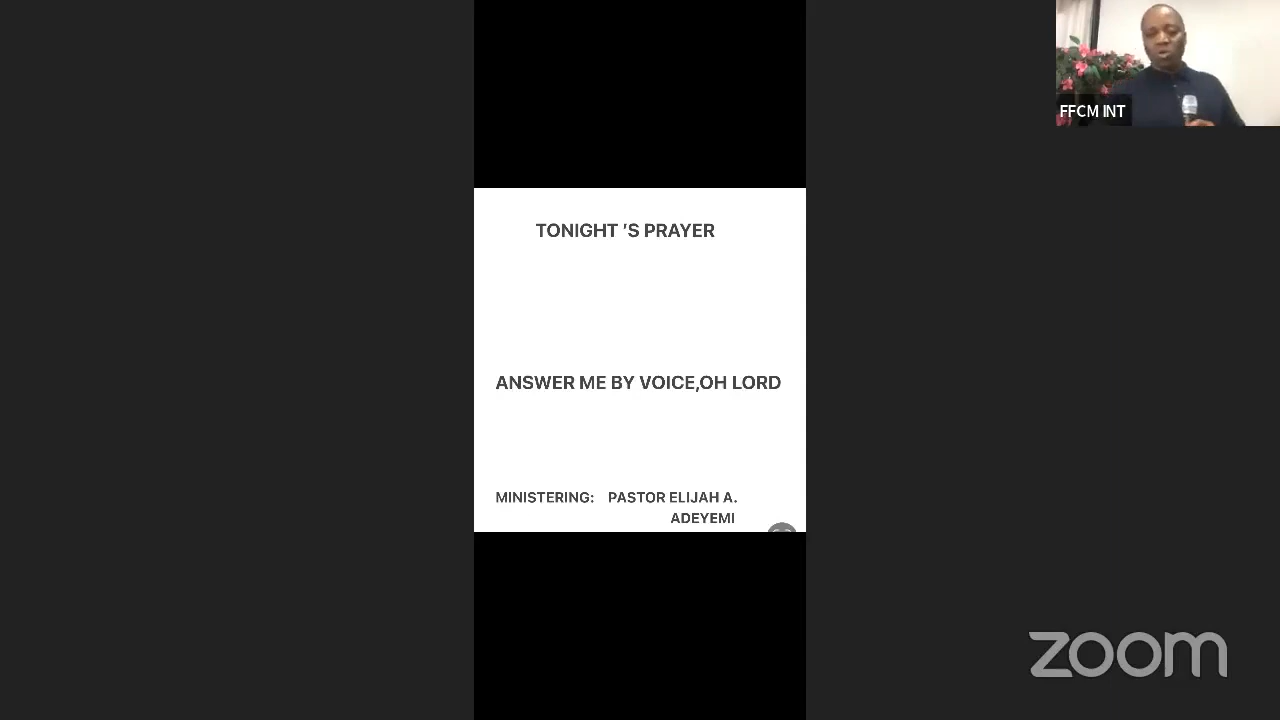 FFCM INT
TONIGHT 'S PRAYER
ANSWER ME BY VOICE,OH LORD
MINISTERING: PASTOR ELIJAH A.
ADEYEMI
zoom